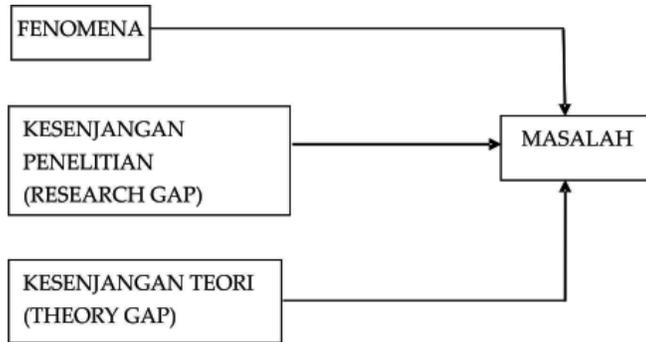 FENOMENA
KESENJANGAN
PENELITIAN
(RESEARCH GAP)
MASALAH
KESENJANGAN TEORI
(THEORY GAP)